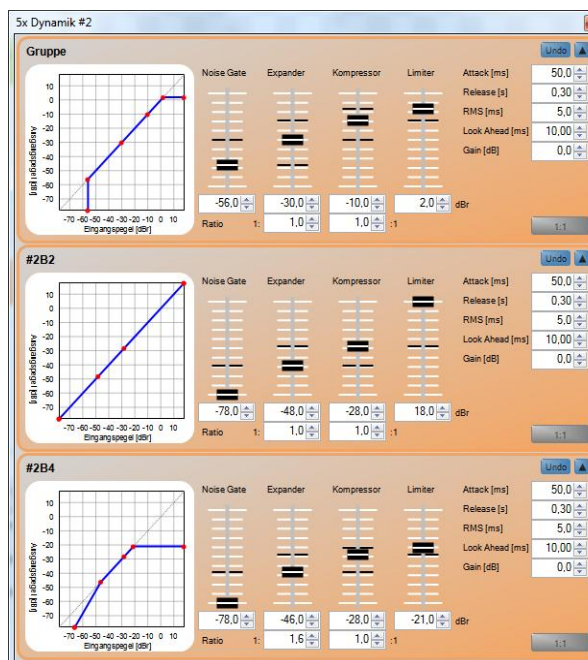 5x Dynamik #2
Gruppe
Undo
10
0
-10
-20
-30
-40
-50
-60
-70
Ausgangspegel [dBr]
-70 -60 -50 -40 -30 -20 -10 0 10
Eingangspegel [dBr]
Noise Gate Expander Kompressor Limiter
-56,0 -30,0 -10,0 2,0 dBr
Ratio 1: 1,0 1,0 :1
Attack [ms] 50,0
Release [s] 0,30
RMS [ms] 5,0
Look Ahead [ms] 10,00
Gain [dB] 0,0
1:1
#2B2
Undo
10
0
-10
-20
-30
-40
-50
-60
-70
Ausgangspegel [dBr]
-70 -60 -50 -40 -30 -20 -10 0 10
Eingangspegel [dBr]
Noise Gate Expander Kompressor Limiter
-78,0 -48,0 -28,0 18,0 dBr
Ratio 1: 1,0 1,0 :1
Attack [ms] 50,0
Release [s] 0,30
RMS [ms] 5,0
Look Ahead [ms] 10,00
Gain [dB] 0,0
1:1
#2B4
Undo
10
0
-10
-20
-30
-40
-50
-60
-70
Ausgangspegel [dBr]
-70 -60 -50 -40 -30 -20 -10 0 10
Eingangspegel [dBr]
Noise Gate Expander Kompressor Limiter
-78,0 -46,0 -28,0 -21,0 dBr
Ratio 1: 1,6 1,0 :1
Attack [ms] 50,0
Release [s] 0,30
RMS [ms] 5,0
Look Ahead [ms] 10,00
Gain [dB] 0,0
1:1